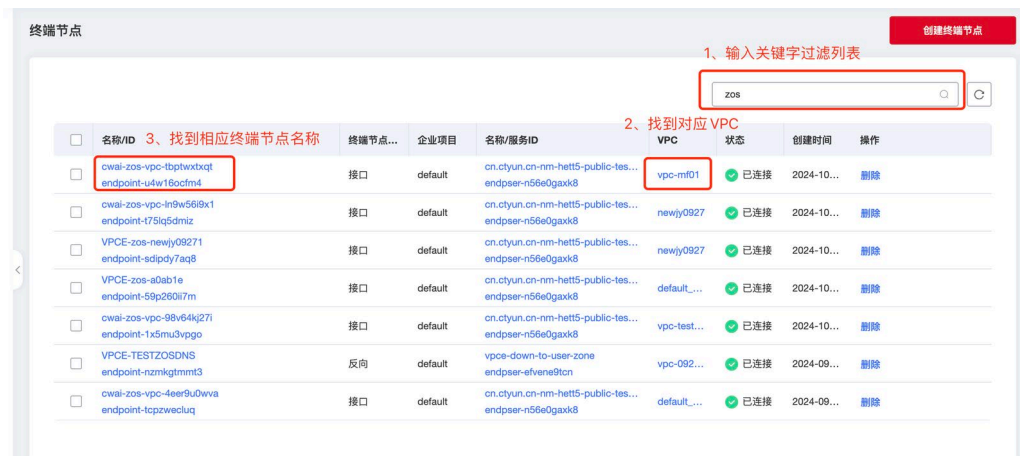 终端节点
创建终端节点
1、输入关键字过滤列表
zos
2、找到对应VPC
3、找到相应终端节点名称
名称/ID 终端节点... 企业项目 名称/服务ID VPC 状态 创建时间 操作
cwai-zos-vpc-tbptwxtxqt
endpoint-u4w16ocfm4
接口 default
cn.ctyun.cn-nm-hett5-public-tes...
endpser-n56e0gaxk8
vpc-mf01 已连接 2024-10... 删除
cwai-zos-vpc-ln9w56i9x1
endpoint-t75lq5dmiz
接口 default
cn.ctyun.cn-nm-hett5-public-tes...
endpser-n56e0gaxk8
newjy0927 已连接 2024-10... 删除
VPCE-zos-newjy09271
endpoint-sdipdy7aq8
接口 default
cn.ctyun.cn-nm-hett5-public-tes...
endpser-n56e0gaxk8
newjy0927 已连接 2024-10... 删除
VPCE-zos-a0ab1e
endpoint-59p260ii7m
接口 default
cn.ctyun.cn-nm-hett5-public-tes...
endpser-n56e0gaxk8
default_... 已连接 2024-10... 删除
cwai-zos-vpc-98v64kj27i
endpoint-1x5mu3vpgo
接口 default
cn.ctyun.cn-nm-hett5-public-tes...
endpser-n56e0gaxk8
vpc-test... 已连接 2024-10... 删除
VPCE-TESTZOSDNS
endpoint-nzmkgtmmt3
反向 default
vpce-down-to-user-zone
endpser-efvene9tcn
vpc-092... 已连接 2024-09... 删除
cwai-zos-vpc-4eer9u0wva
endpoint-tcpzwecluq
接口 default
cn.ctyun.cn-nm-hett5-public-tes...
endpser-n56e0gaxk8
default_... 已连接 2024-09... 删除